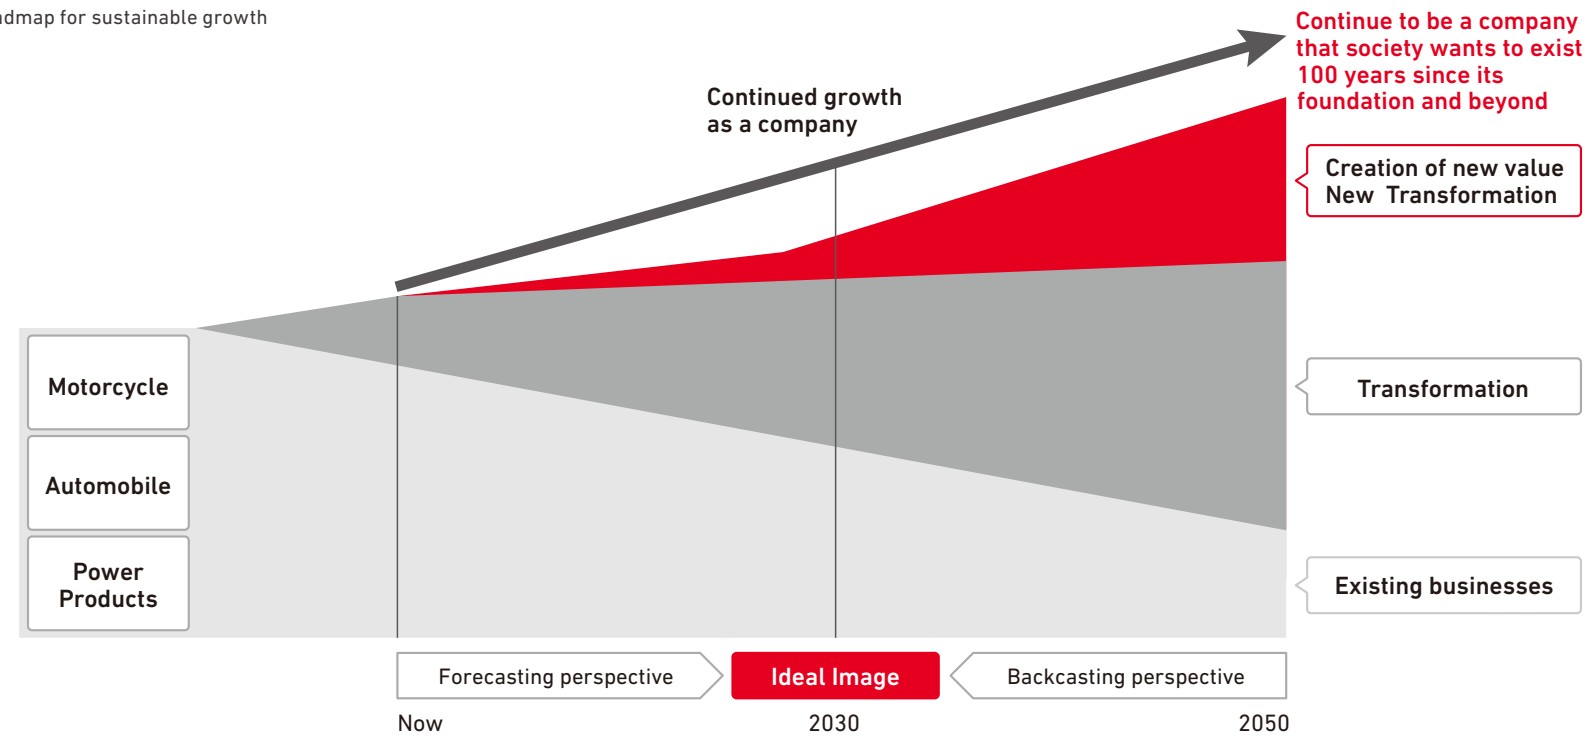 admap for sustainable growth
Continue to be a company
that society wants to exist
100 years since its
foundation and beyond
Continued growth
as a company
Creation of new value
New Transformation
Motorcycle
Transformation
Automobile
Power
Products
Existing businesses
Forecasting perspective
Ideal Image
Backcasting perspective
Now
2030
2050